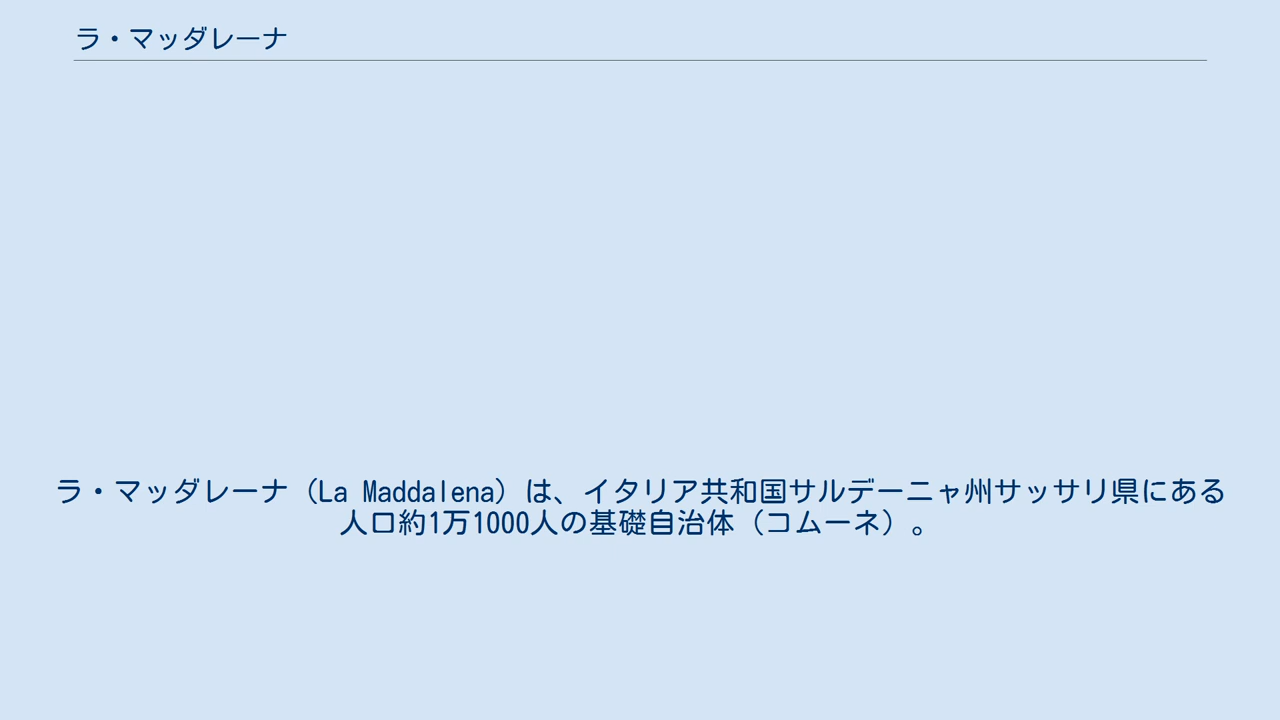 ラ・マッダレーナ
ラ・マッダレーナ（La Maddalena）は、イタリア共和国サルデーニャ州サッサリ県にある
人口約1万1000人の基礎自治体（コムーネ）。